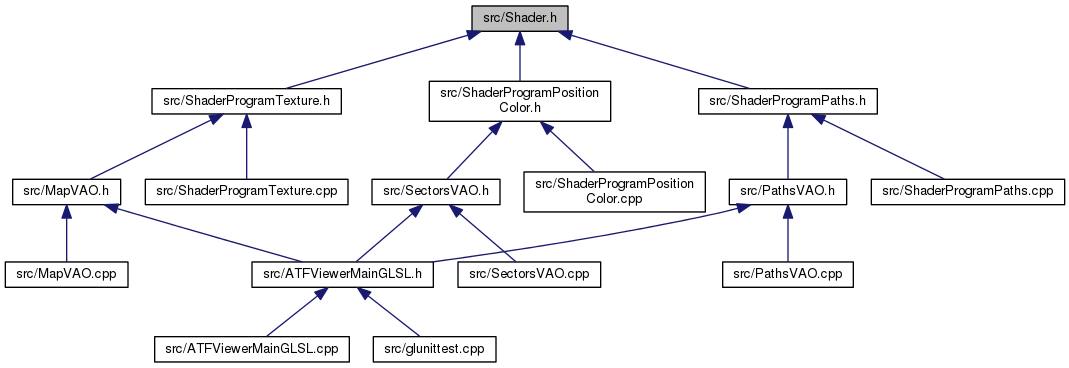 src/Shader.h
src/ShaderProgramTexture.h
src/ShaderProgramPosition
Color.h
src/ShaderProgramPaths.h
src/MapVAO.h
src/ShaderProgramTexture.cpp
src/SectorsVAO.h
src/ShaderProgramPosition
Color.cpp
src/PathsVAO.h
src/ShaderProgramPaths.cpp
src/MapVAO.cpp
src/ATFViewerMainGLSL.h
src/SectorsVAO.cpp
src/PathsVAO.cpp
src/ATFViewerMainGLSL.cpp
src/glunittest.cpp